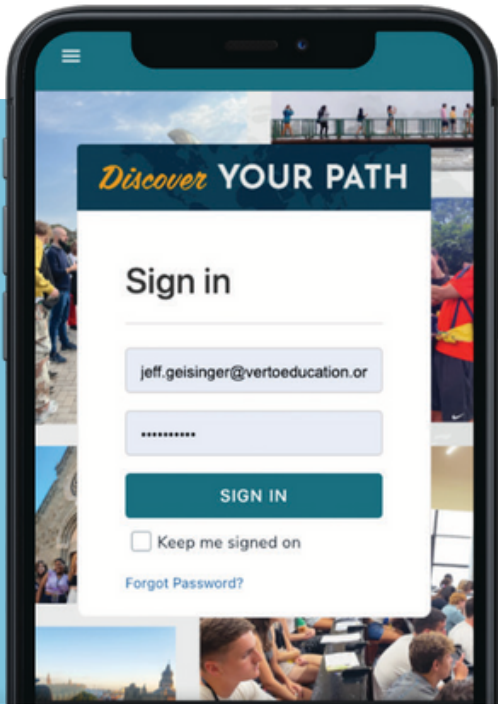 Discover YOUR PATH
Sign in
jeff.geisinger@vertoeducation.or
••••••••••
SIGN IN
Keep me signed on
Forgot Password?